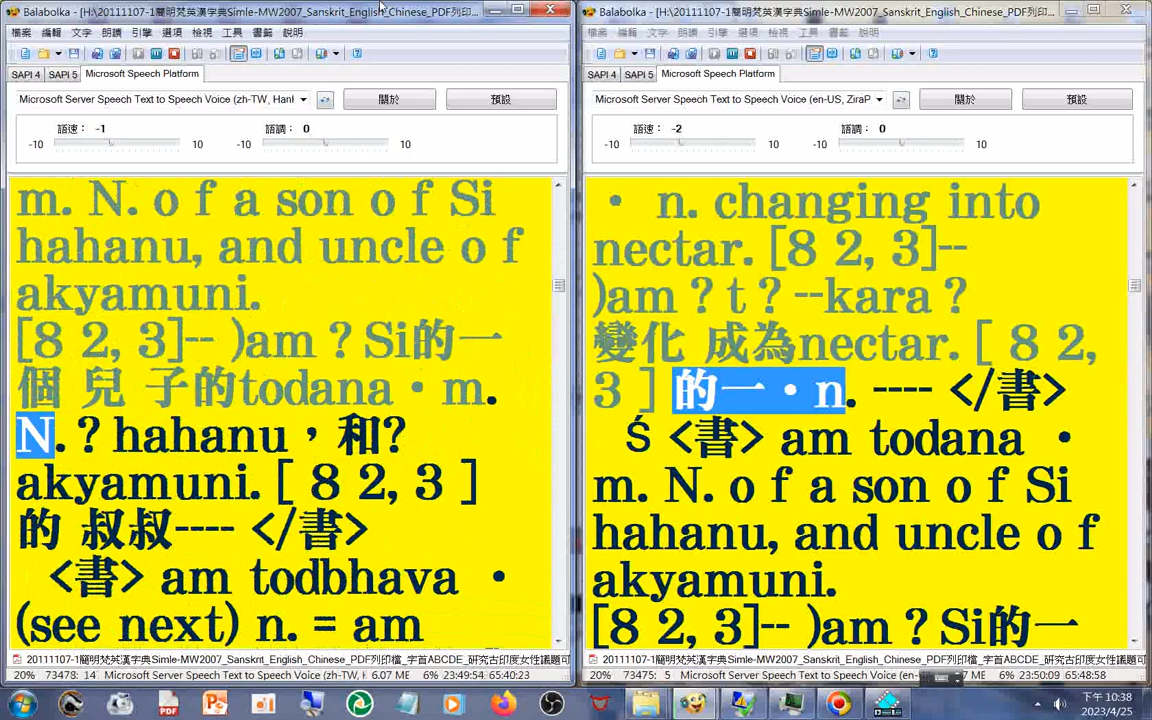 Balabolka - [H:\20111107-1簡明梵英漢字典Simle-MW2007_Sanskrit_English_Chinese_PDF列印...
檔案 編輯 文字 朗讀 引擎 選項 檢視 工具 書籤 說明
SAPI 4 SAPI 5 Microsoft Speech Platform
Microsoft Server Speech Text to Speech Voice (zh-TW, Hanl 關於 預設
語速： -1 語調： 0
-10 10 -10 10
m. N. o f a son o f Si
hahanu, and uncle o f
akyamuni.
[8 2, 3]-- )am？Si的一
個 兒 子的todana‧m.
N.？hahanu，和?
akyamuni. [ 8 2, 3 ]
的 叔叔---- </書>
<書> am todbhava ‧
(see next) n. = am
20111107-1簡明梵英漢字典Simle-MW2007_Sanskrit_English_Chinese_PDF列印檔_字首ABCDE_研究古印度女性議題可
20% 73478: 14 Microsoft Server Speech Text to Speech Voice (zh-TW, 6.07 ME 6% 23:49:54 65:40:23
Balabolka - [H:\20111107-1簡明梵英漢字典Simle-MW2007_Sanskrit_English_Chinese_PDF列印...
檔案 編輯 文字 朗讀 引擎 選項 檢視 工具 書籤 說明
SAPI 4 SAPI 5 Microsoft Speech Platform
Microsoft Server Speech Text to Speech Voice (en-US, ZiraP 關於 預設
語速： -2 語調： 0
-10 10 -10 10
‧ n. changing into
nectar. [8 2, 3]--
)am？t？--kara？
變化 成為nectar. [ 8 2,
3 ] 的一‧n. ---- </書>
Ś <書> am todana ‧
m. N. o f a son o f Si
hahanu, and uncle o f
akyamuni.
[8 2, 3]-- )am？Si的一
20111107-1簡明梵英漢字典Simle-MW2007_Sanskrit_English_Chinese_PDF列印檔_字首ABCDE_研究古印度女性議題可
20% 73475: 5 Microsoft Server Speech Text to Speech Voice (en-US, 6.07 ME 6% 23:50:09 65:48:58
下午 10:38
2023/4/25